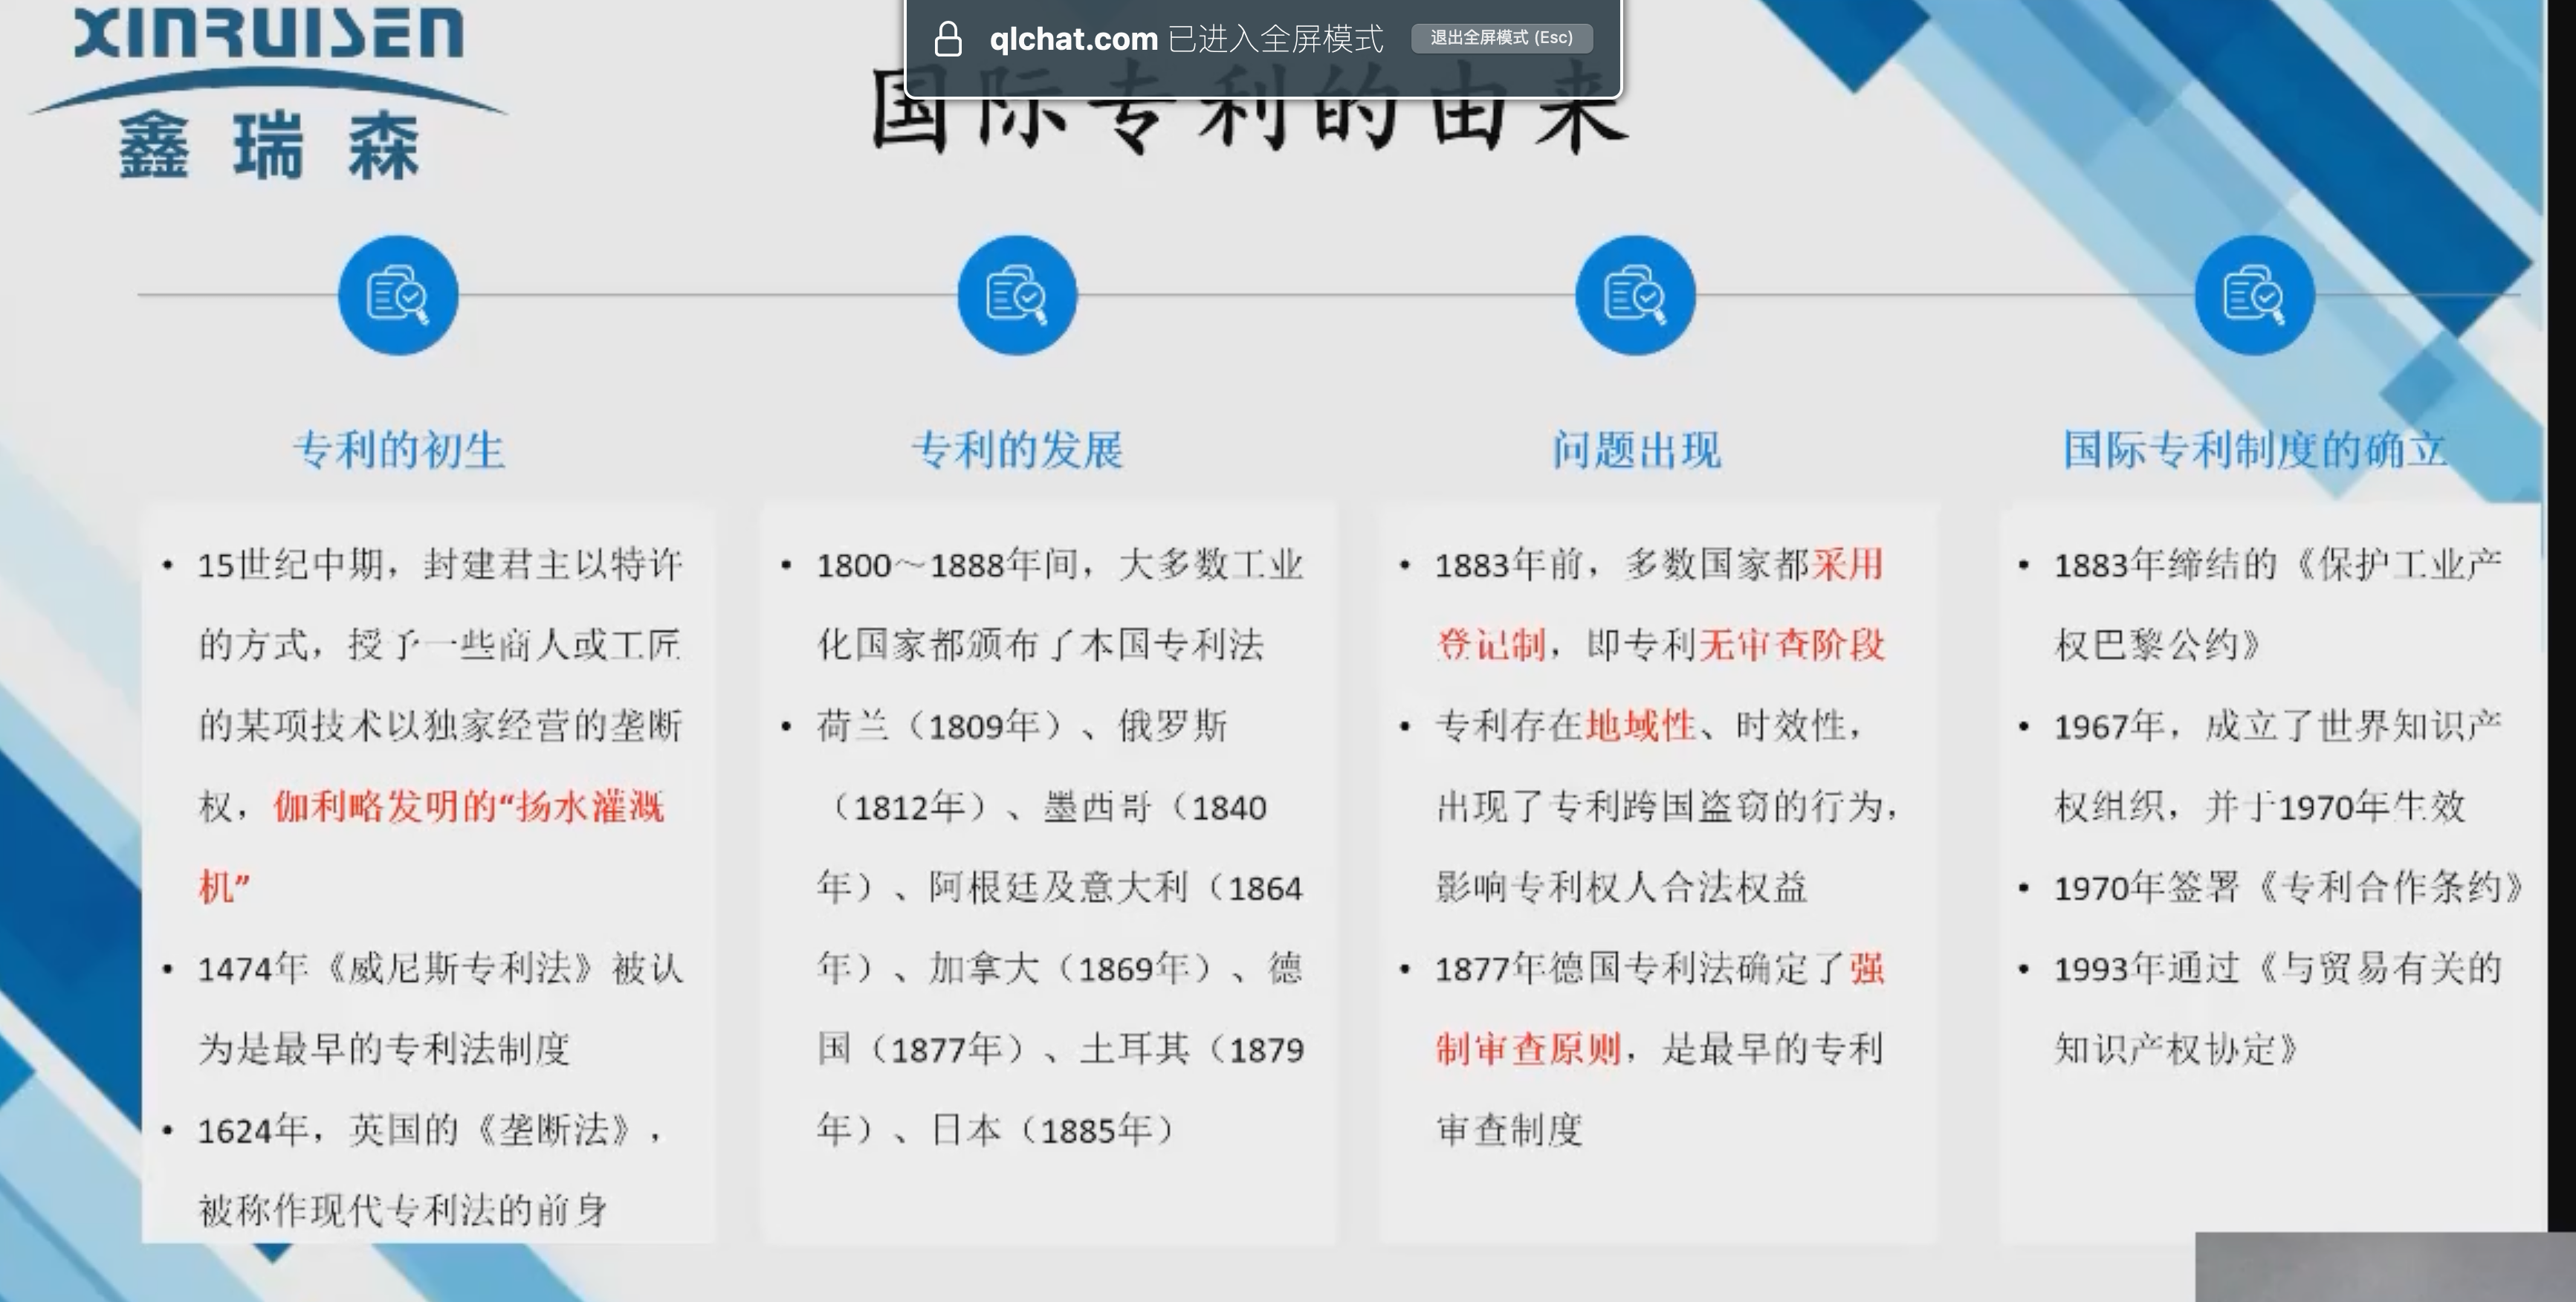 XINRUISEN
鑫瑞森
qlchat.com 已进入全屏模式 退出全屏模式 (Esc)
国际专利的由来
专利的初生
• 15世纪中期，封建君主以特许
的方式，授予一些商人或工匠
的某项技术以独家经营的垄断
权，伽利略发明的“扬水灌溉
机”
• 1474年《威尼斯专利法》被认
为是最早的专利法制度
• 1624年，英国的《垄断法》，
被称作现代专利法的前身
专利的发展
• 1800～1888年间，大多数工业
化国家都颁布了本国专利法
• 荷兰（1809年）、俄罗斯
（1812年）、墨西哥（1840
年）、阿根廷及意大利（1864
年）、加拿大（1869年）、德
国（1877年）、土耳其（1879
年）、日本（1885年）
问题出现
• 1883年前，多数国家都采用
登记制，即专利无审查阶段
• 专利存在地域性、时效性，
出现了专利跨国盗窃的行为，
影响专利权人合法权益
• 1877年德国专利法确定了强
制审查原则，是最早的专利
审查制度
国际专利制度的确立
• 1883年缔结的《保护工业产
权巴黎公约》
• 1967年，成立了世界知识产
权组织，并于1970年生效
• 1970年签署《专利合作条约》
• 1993年通过《与贸易有关的
知识产权协定》